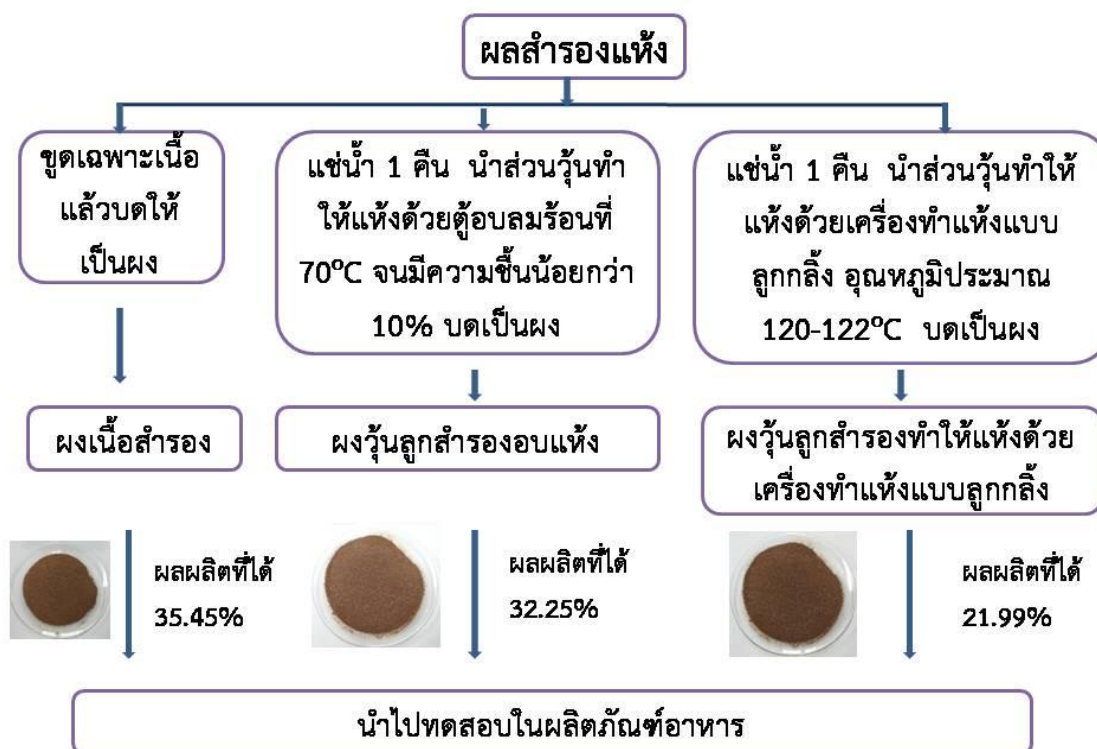 ผลสำรองแห้ง
ขูดเฉพาะเนื้อ
แล้วบดให้
เป็นผง
แช่น้ำ 1 คืน นำส่วนวุ้นทำ
ให้แห้งด้วยตู้อบลมร้อนที่
70ºC จนมีความชื้นน้อยกว่า
10% บดเป็นผง
แช่น้ำ 1 คืน นำส่วนวุ้นทำให้
แห้งด้วยเครื่องทำแห้งแบบ
ลูกกลิ้ง อุณหภูมิประมาณ
120-122ºC บดเป็นผง
ผงเนื้อสำรอง
ผงวุ้นลูกสำรองอบแห้ง
ผงวุ้นลูกสำรองทำให้แห้งด้วย
เครื่องทำแห้งแบบลูกกลิ้ง
ผลผลิตที่ได้
35.45%
ผลผลิตที่ได้
32.25%
ผลผลิตที่ได้
21.99%
นำไปทดสอบในผลิตภัณฑ์อาหาร